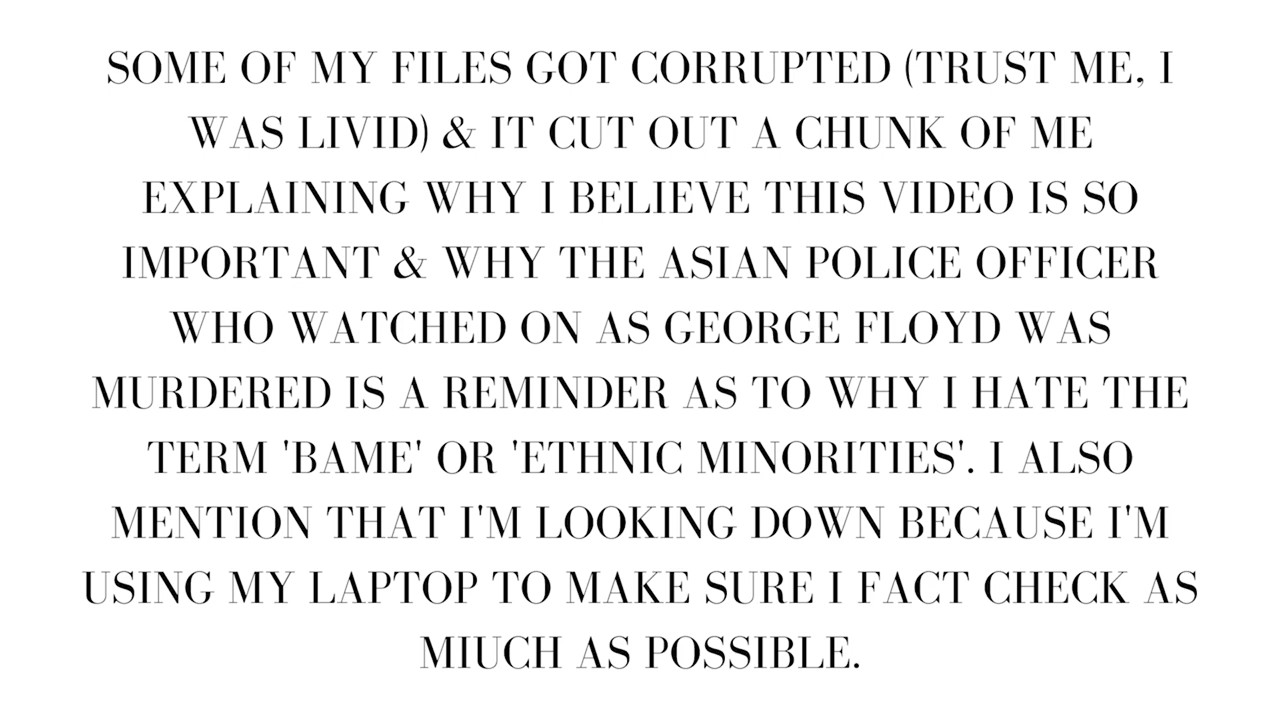 SOME OF MY FILES GOT CORRUPTED (TRUST ME, I
WAS LIVID) & IT CUT OUT A CHUNK OF ME
EXPLAINING WHY I BELIEVE THIS VIDEO IS SO
IMPORTANT & WHY THE ASIAN POLICE OFFICER
WHO WATCHED ON AS GEORGE FLOYD WAS
MURDERED IS A REMINDER AS TO WHY I HATE THE
TERM 'BAME' OR 'ETHNIC MINORITIES'. I ALSO
MENTION THAT I'M LOOKING DOWN BECAUSE I'M
USING MY LAPTOP TO MAKE SURE I FACT CHECK AS
MIUCH AS POSSIBLE.